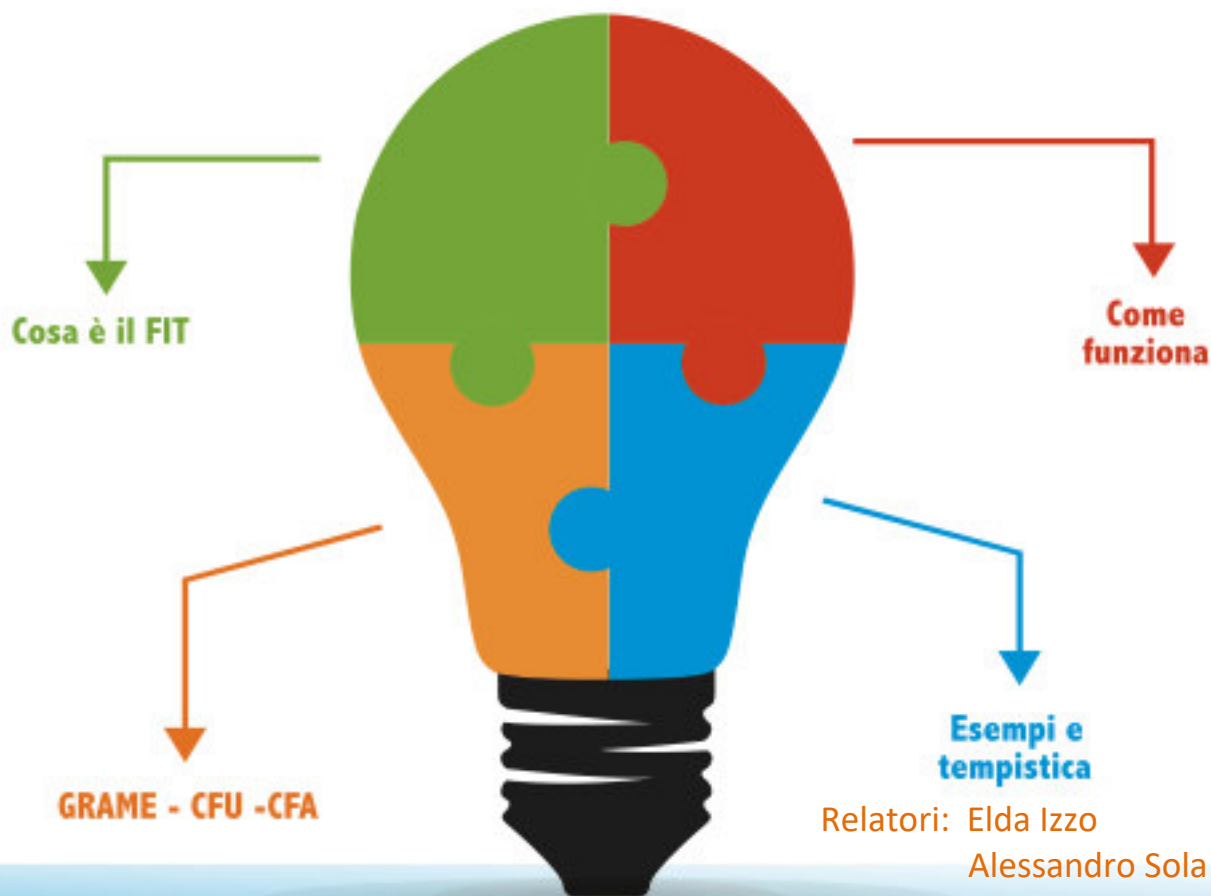 Cosa è il FIT
Come
funziona
GRAME - CFU -CFA
Esempi e
tempistica
Relatori: Elda Izzo
Alessandro Sola